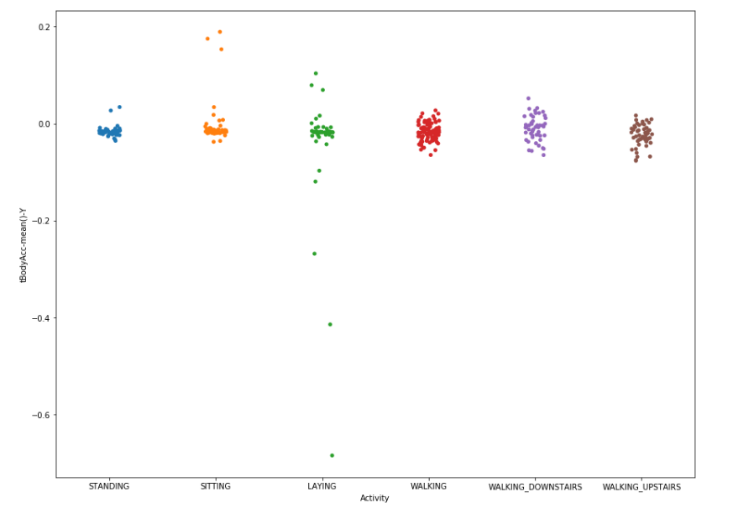 0.2
0.0
−0.2
−0.4
−0.6
tBodyAcc-mean()-Y
STANDING SITTING LAYING WALKING WALKING_DOWNSTAIRS WALKING_UPSTAIRS
Activity